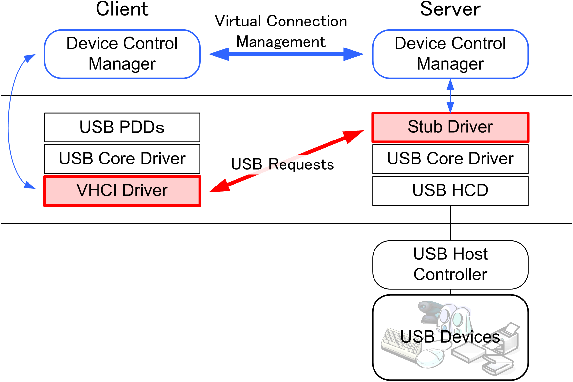 Client
Server
Virtual Connection
Management
Device Control
Manager
Device Control
Manager
USB PDDs
USB Core Driver
VHCI Driver
USB Requests
Stub Driver
USB Core Driver
USB HCD
USB Host
Controller
USB Devices